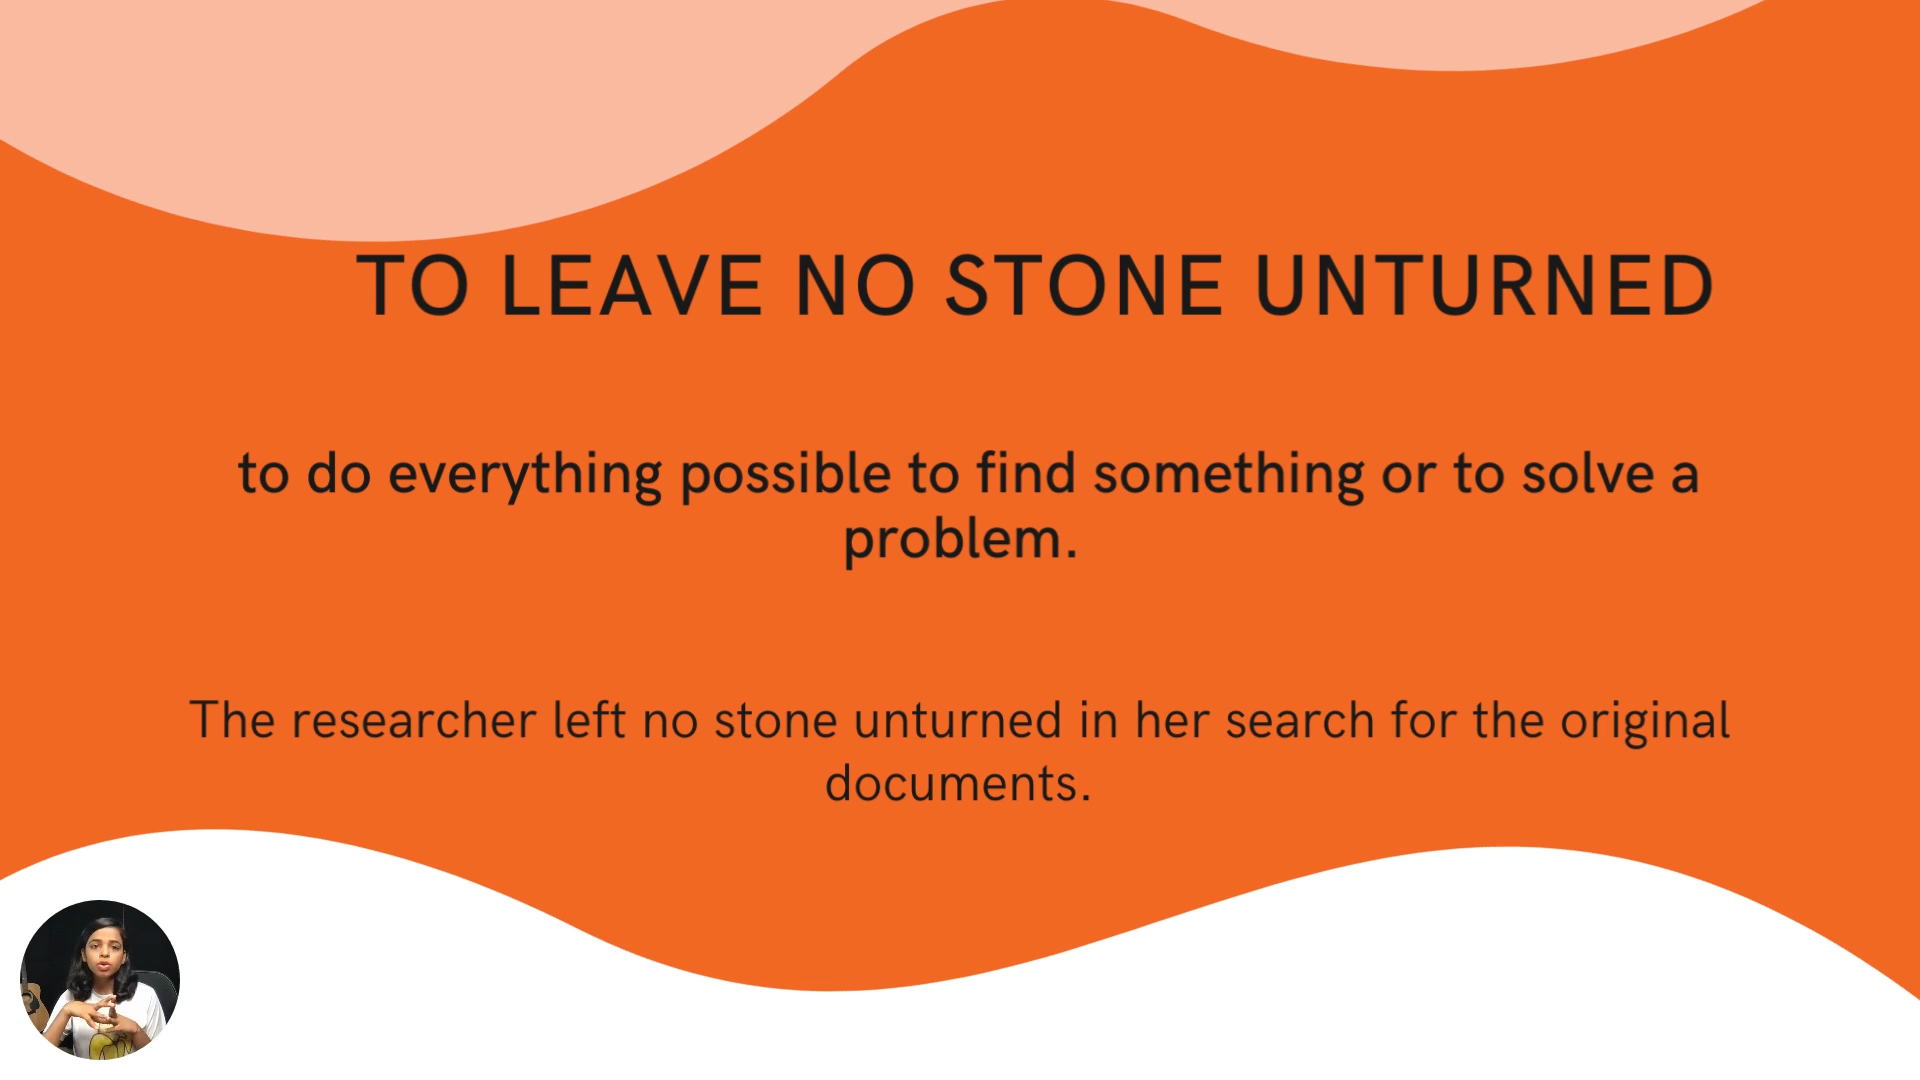 TO LEAVE NO STONE UNTURNED
to do everything possible to find something or to solve a
problem.
The researcher left no stone unturned in her search for the original
documents.